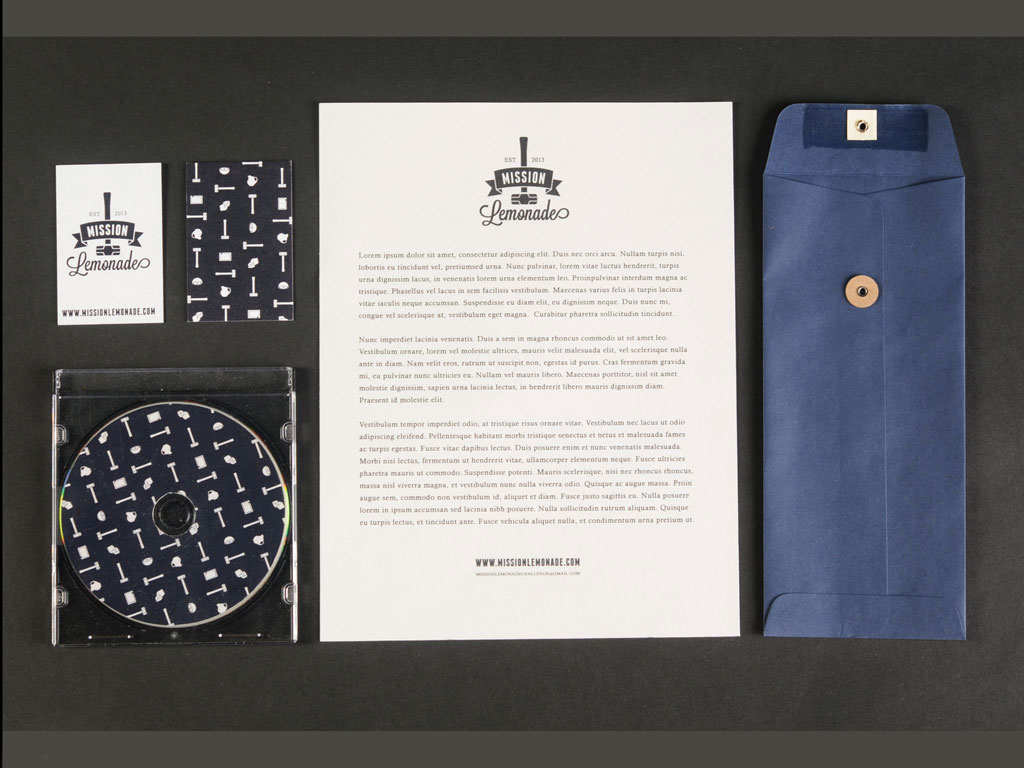 EST 2013
MISSION
Lemonade
WWW.MISSIONLEMONADE.COM
EST 2013
MISSION
Lemonade
Lorem ipsum dolor sit amet, consectetur adipiscing elit. Duis nec orci arcu. Nullam turpis nisi,
lobortis eu tincidunt vel, pretiumsed urna. Nunc pulvinar, lorem vitae luctus hendrerit, turpis
urna dignissim lacus, in venenatis lorem urna elementum leo. Proinpulvinar interdum magna ac
tristique. Phasellus vel lacus in sem facilisis vestibulum. Maecenas varius felis in turpis lacinia
vitae iaculis neque accumsan. Suspendisse eu diam elit, eu dignissim neque. Duis nunc mi,
congue vel scelerisque at, vestibulum eget magna. Curabitur pharetra sollicitudin tincidunt.
Nunc imperdiet lacinia venenatis. Duis a sem in magna rhoncus commodo ut sit amet leo.
Vestibulum ornare, lorem vel molestie ultrices, mauris velit malesuada elit, vel scelerisque nulla
ante in diam. Nam velit eros, rutrum ut suscipit non, egestas id purus. Cras fermentum gravida
mi, eu pulvinar nunc ultricies eu. Nullam vel mauris libero. Maecenas porttitor, nisl sit amet
molestie dignissim, sapien urna lacinia lectus, in hendrerit libero mauris dignissim diam.
Praesent id molestie elit.
Vestibulum tempor imperdiet odio, at tristique risus ornare vitae. Vestibulum nec lacus ut odio
adipiscing eleifend. Pellentesque habitant morbi tristique senectus et netus et malesuada fames
ac turpis egestas. Fusce vitae dapibus lectus. Duis posuere enim et nunc venenatis malesuada.
Morbi nisi lectus, fermentum ut hendrerit vitae, ullamcorper elementum neque. Fusce ultricies
pharetra mauris ut commodo. Suspendisse potenti. Mauris scelerisque, nisi nec rhoncus rhoncus,
massa nisl viverra magna, et vestibulum nunc nulla viverra odio. Quisque ac augue massa. Proin
augue sem, commodo non vestibulum id, aliquet et diam. Fusce justo sagittis eu. Nulla posuere
lorem in ipsum accumsan sed lacinia nibh posuere. Nulla sollicitudin rutrum aliquam. Quisque
eu turpis lectus, et tincidunt ante. Fusce vehicula aliquet nulla, et condimentum urna pretium ut.
WWW.MISSIONLEMONADE.COM
MISSIONLEMONADECHALLENGE@GMAIL.COM